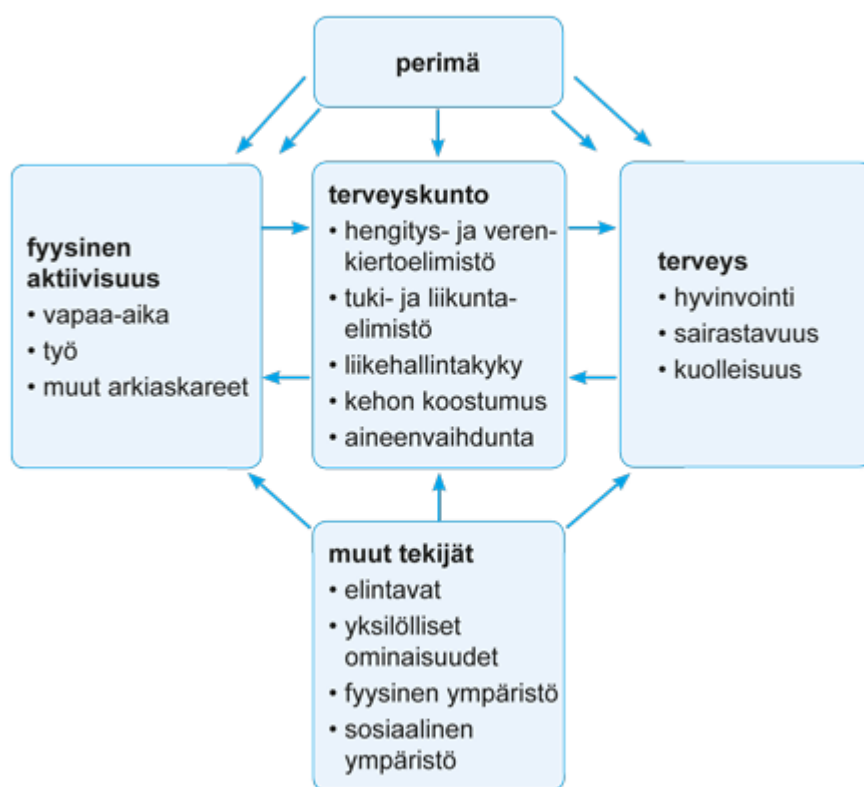 perimä
fyysinen
aktiivisuus
• vapaa-aika
• työ
• muut arkiaskareet
terveyskunto
• hengitys- ja veren-
kiertoelimistö
• tuki- ja liikunta-
elimistö
• liikehallintakyky
• kehon koostumus
• aineenvaihdunta
terveys
• hyvinvointi
• sairastavuus
• kuolleisuus
muut tekijät
• elintavat
• yksilölliset
ominaisuudet
• fyysinen ympäristö
• sosiaalinen
ympäristö